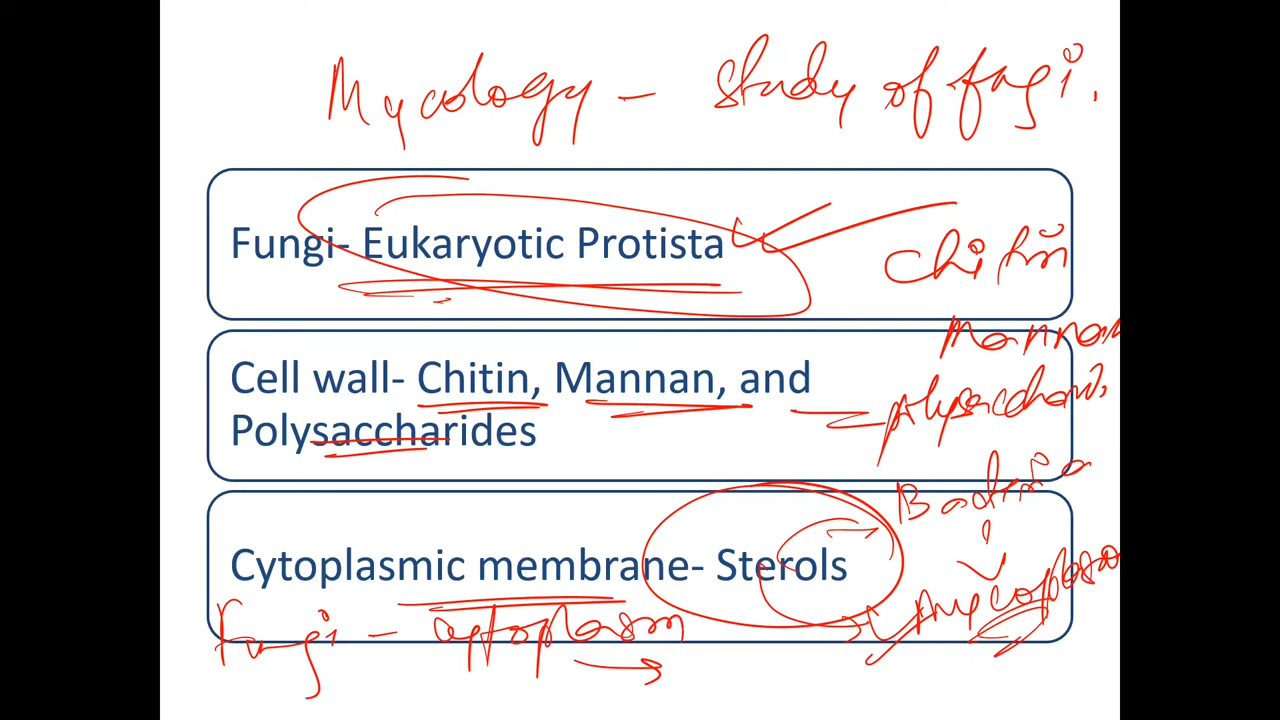 Mycology - study of fungi.
Fungi- Eukaryotic Protista
Chitin
Mannan
Cell wall- Chitin, Mannan, and
Polysaccharides
Bacteria
Cytoplasmic membrane- Sterols
Mycoplasma
Fungi - cytoplasm